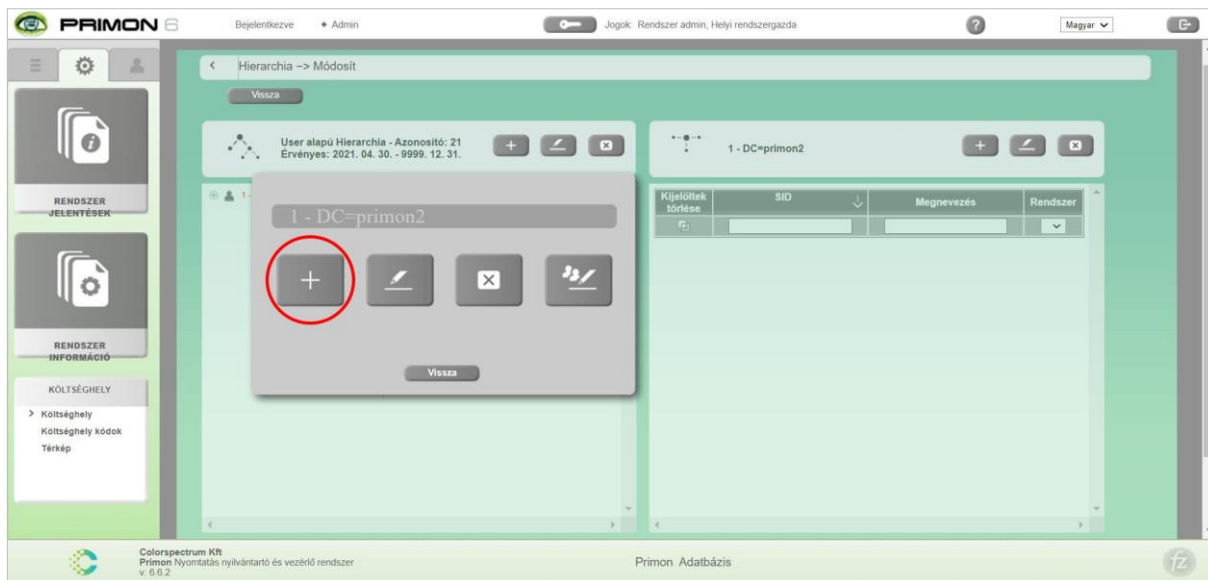 PRIMON 6
Bejelentkezve
Admin
Jogok: Rendszer admin, Helyi rendszergazda
?
Magyar
Hierarchia –> Módosít
Vissza
RENDSZER
JELENTÉSEK
RENDSZER
INFORMÁCIÓ
KÖLTSÉGHELY
> Költséghely
Költséghely kódok
Térkép
User alapú Hierarchia - Azonosító: 21
Érvényes: 2021. 04. 30. - 9999. 12. 31.
1 -
1 - DC=primon2
Vissza
1 - DC=primon2
Kijelöltek
törlése
SID
Megnevezés
Rendszer
Colorspectrum Kft
Primon Nyomtatás nyilvántartó és vezérlő rendszer
v: 6.6.2
Primon Adatbázis
fz